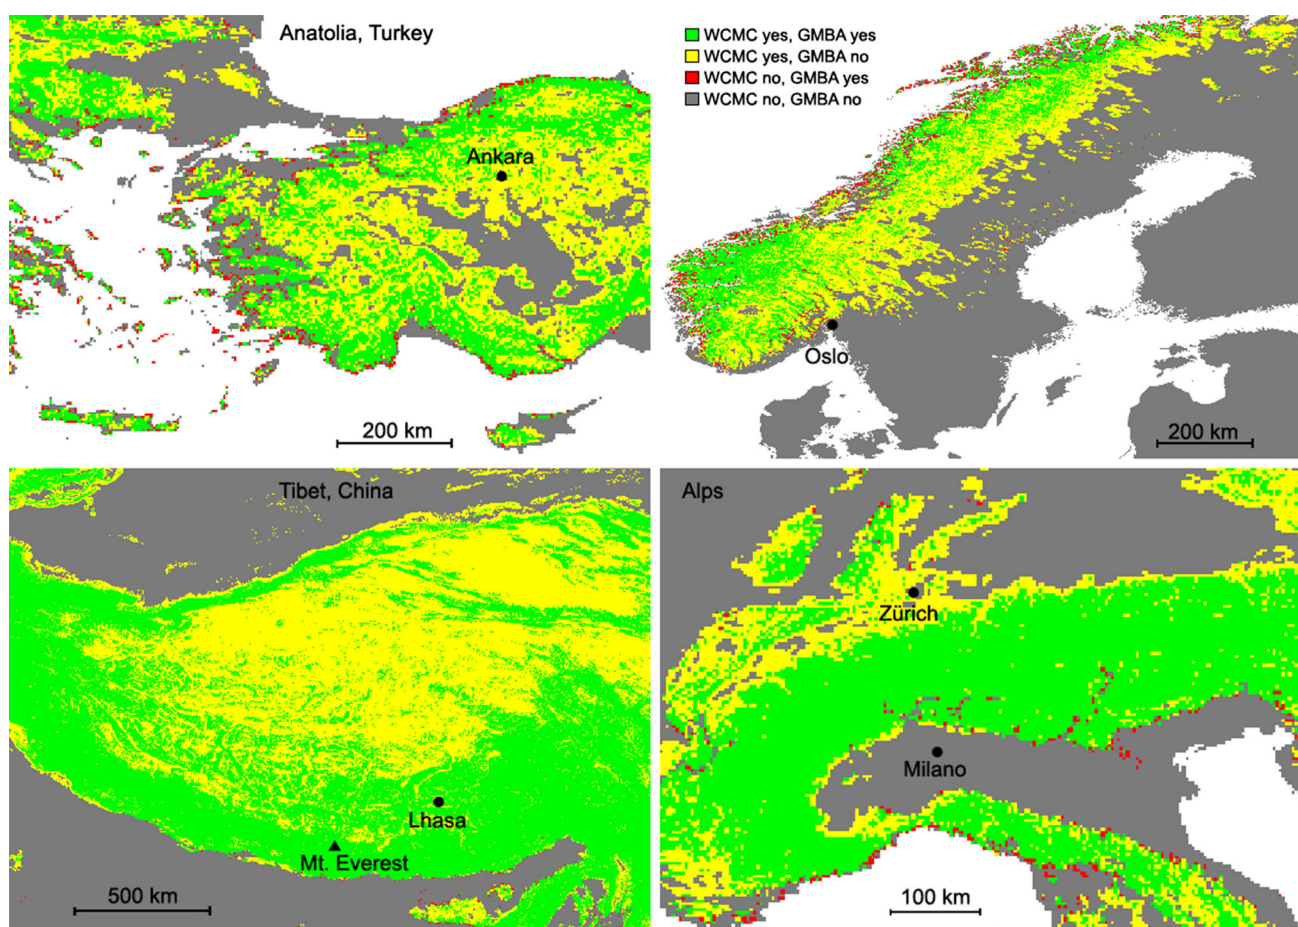 Anatolia, Turkey
Ankara
200 km
WCMC yes, GMBA yes
WCMC yes, GMBA no
WCMC no, GMBA yes
WCMC no, GMBA no
Oslo
200 km
Tibet, China
Lhasa
Mt. Everest
500 km
Alps
Zürich
Milano
100 km